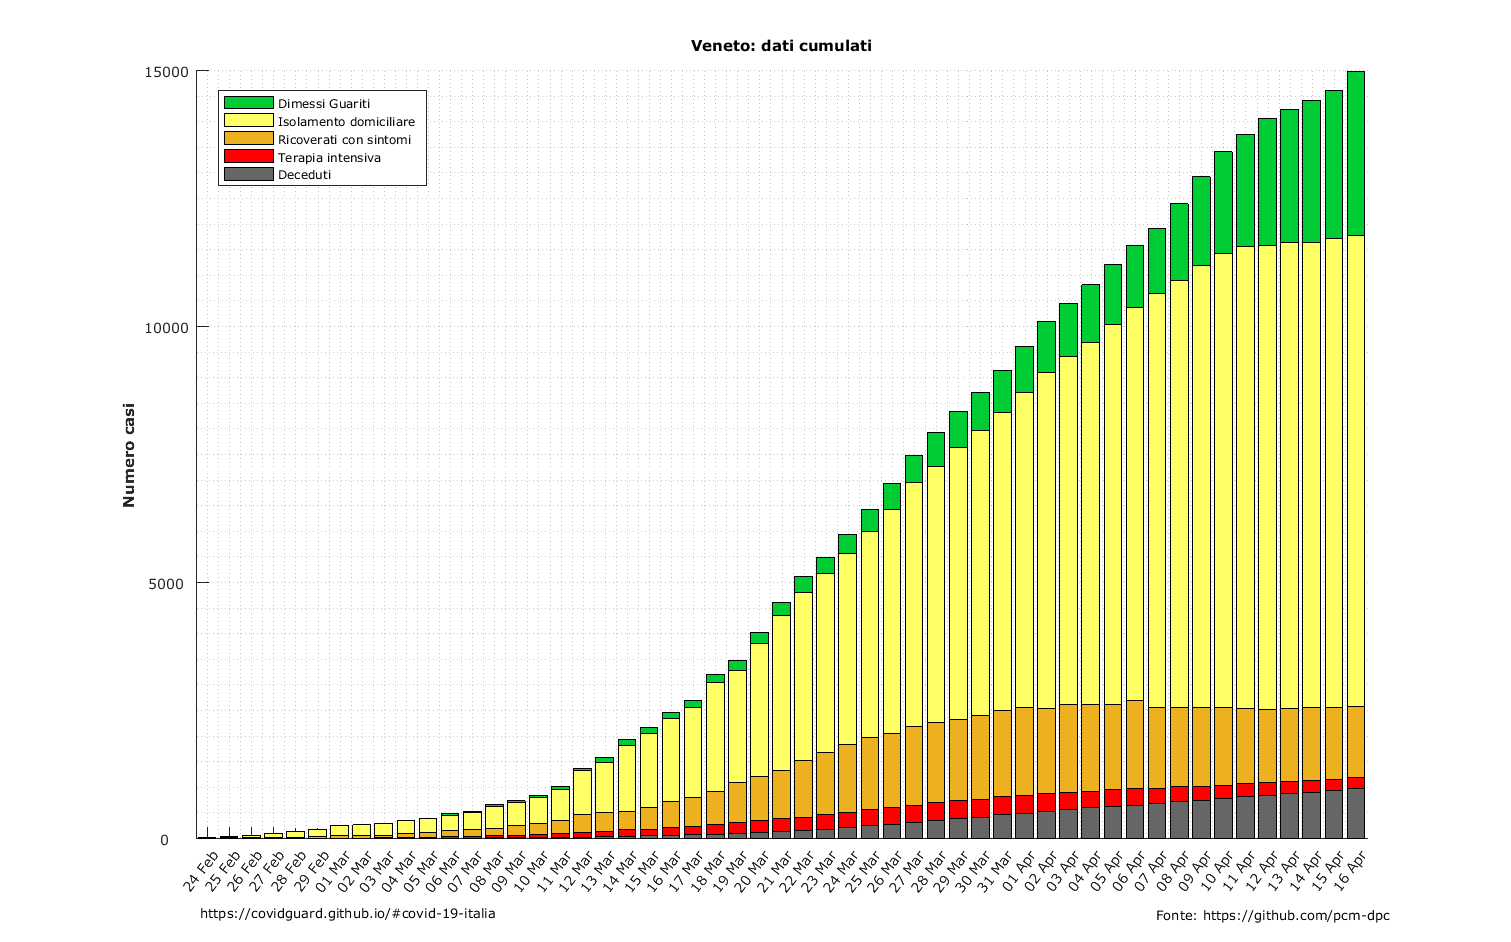 Veneto: dati cumulati
15000
10000
5000
0
Numero casi
Dimessi Guariti
Isolamento domiciliare
Ricoverati con sintomi
Terapia intensiva
Deceduti
24 Feb
25 Feb
26 Feb
27 Feb
28 Feb
29 Feb
01 Mar
02 Mar
03 Mar
04 Mar
05 Mar
06 Mar
07 Mar
08 Mar
09 Mar
10 Mar
11 Mar
12 Mar
13 Mar
14 Mar
15 Mar
16 Mar
17 Mar
18 Mar
19 Mar
20 Mar
21 Mar
22 Mar
23 Mar
24 Mar
25 Mar
26 Mar
27 Mar
28 Mar
29 Mar
30 Mar
31 Mar
01 Apr
02 Apr
03 Apr
04 Apr
05 Apr
06 Apr
07 Apr
08 Apr
09 Apr
10 Apr
11 Apr
12 Apr
13 Apr
14 Apr
15 Apr
16 Apr
https://covidguard.github.io/#covid-19-italia
Fonte: https://github.com/pcm-dpc